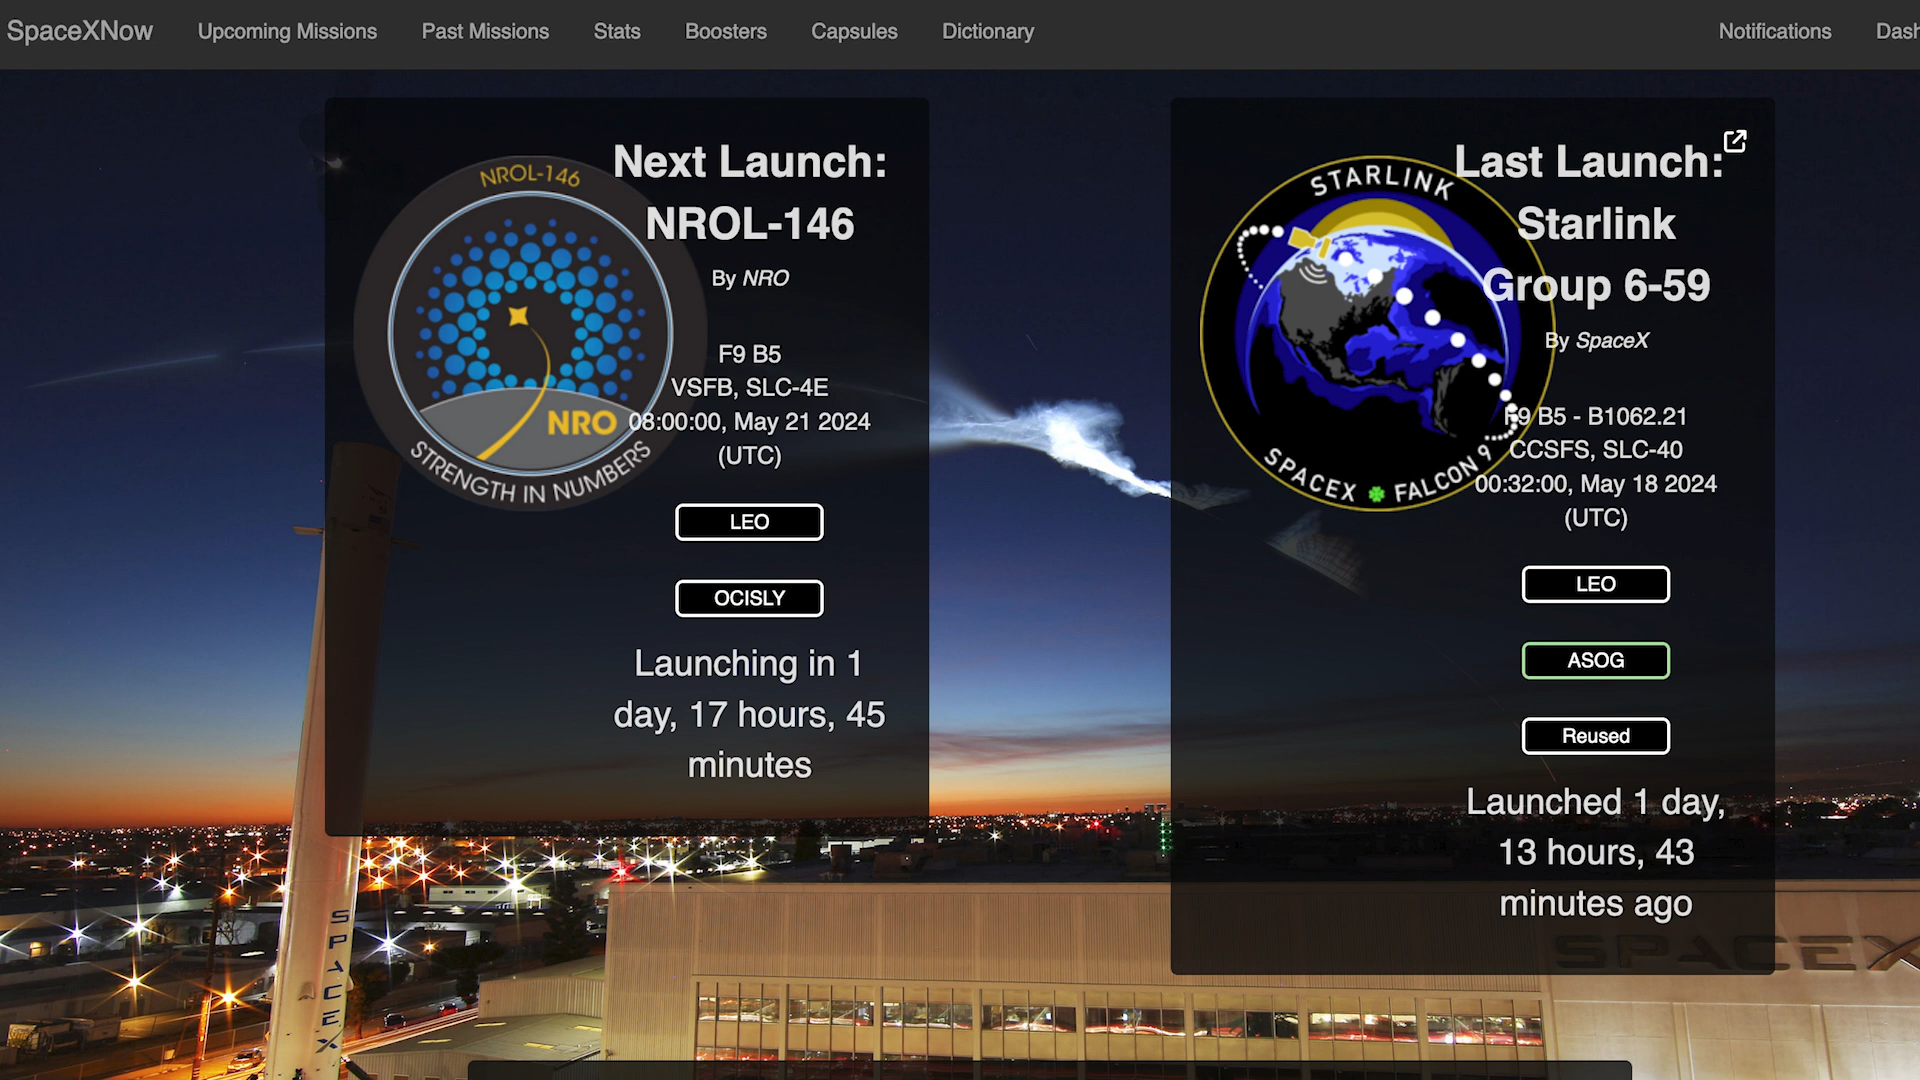 SpaceXNow
Upcoming Missions
Past Missions
Stats
Boosters
Capsules
Dictionary
Notifications
Dash
NROL-146
NRO
STRENGTH IN NUMBERS
Next Launch:
NROL-146
By NRO
F9 B5
VSFB, SLC-4E
08:00:00, May 21 2024
(UTC)
LEO
OCISLY
Launching in 1
day, 17 hours, 45
minutes
STARLINK
SPACEX FALCON 9
Last Launch:
Starlink
Group 6-59
By SpaceX
F9 B5 - B1062.21
CCSFS, SLC-40
00:32:00, May 18 2024
(UTC)
LEO
ASOG
Reused
Launched 1 day,
13 hours, 43
minutes ago
SPACEX
SPACEX